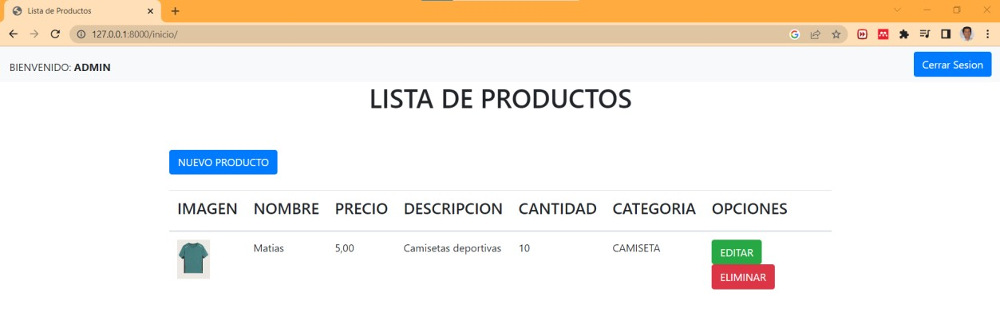 Lista de Productos
127.0.0.1:8000/inicio/
BIENVENIDO: ADMIN
Cerrar Sesion
LISTA DE PRODUCTOS
NUEVO PRODUCTO
IMAGEN NOMBRE PRECIO DESCRIPCION CANTIDAD CATEGORIA OPCIONES
Matias 5,00 Camisetas deportivas 10 CAMISETA EDITAR
ELIMINAR